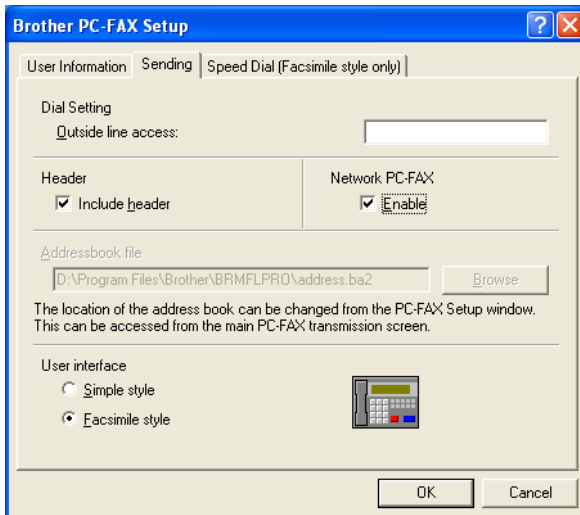 Brother PC-FAX Setup
User Information Sending Speed Dial (Facsimile style only)
Dial Setting
Outside line access:
Header Network PC-FAX
Include header Enable
Addressbook file
D:\Program Files\Brother\BRMFLPRO\address.ba2 Browse
The location of the address book can be changed from the PC-FAX Setup window.
This can be accessed from the main PC-FAX transmission screen.
User interface
Simple style
Facsimile style
OK Cancel